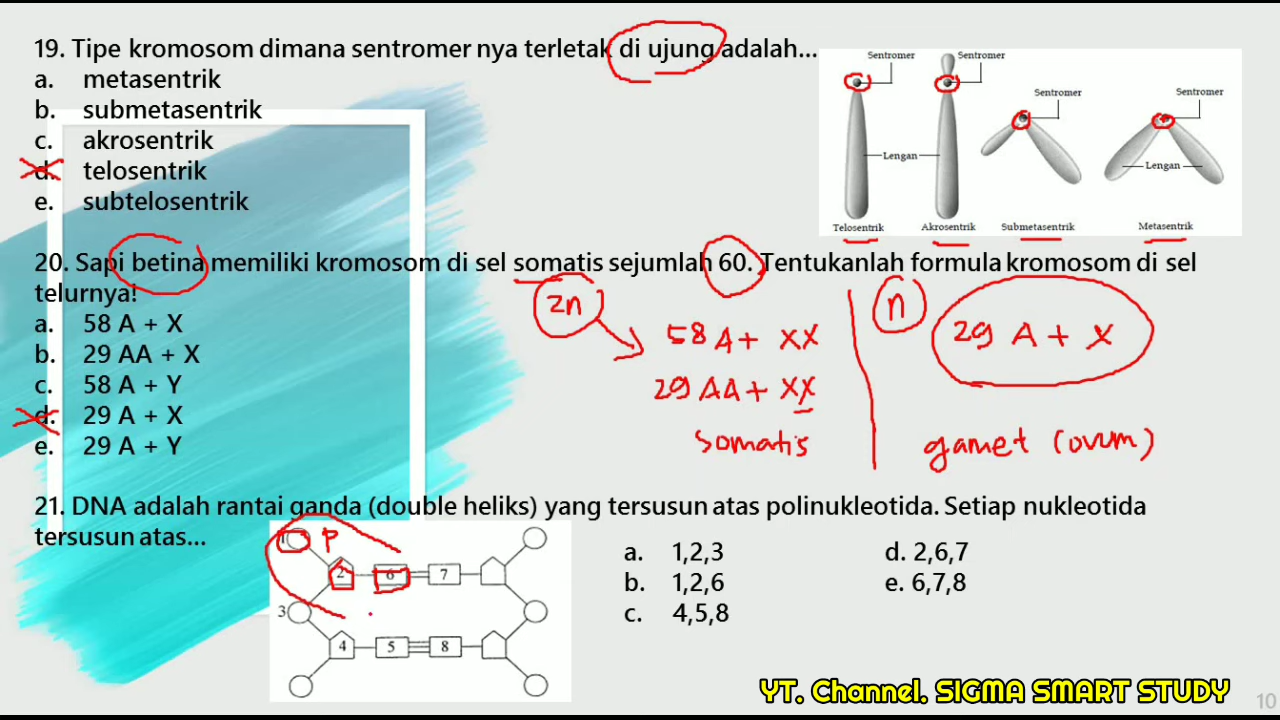 19. Tipe kromosom dimana sentromer nya terletak di ujung adalah...
a. metasentrik
b. submetasentrik
c. akrosentrik
d. telosentrik
e. subtelosentrik
Sentromer
Sentromer
Sentromer
Sentromer
Lengan
Lengan
Telosentrik
Akrosentrik
Submetasentrik
Metasentrik
20. Sapi betina memiliki kromosom di sel somatis sejumlah 60. Tentukanlah formula kromosom di sel
telurnya!
a. 58 A + X
b. 29 AA + X
c. 58 A + Y
d. 29 A + X
e. 29 A + Y
2n
58 A + XX
29 AA + XX
somatis
n
29 A + X
gamet (ovum)
21. DNA adalah rantai ganda (double heliks) yang tersusun atas polinukleotida. Setiap nukleotida
tersusun atas...
1 P
2 6 7
3
4 5 8
a. 1,2,3
b. 1,2,6
c. 4,5,8
d. 2,6,7
e. 6,7,8
YT. Channel. SIGMA SMART STUDY
10